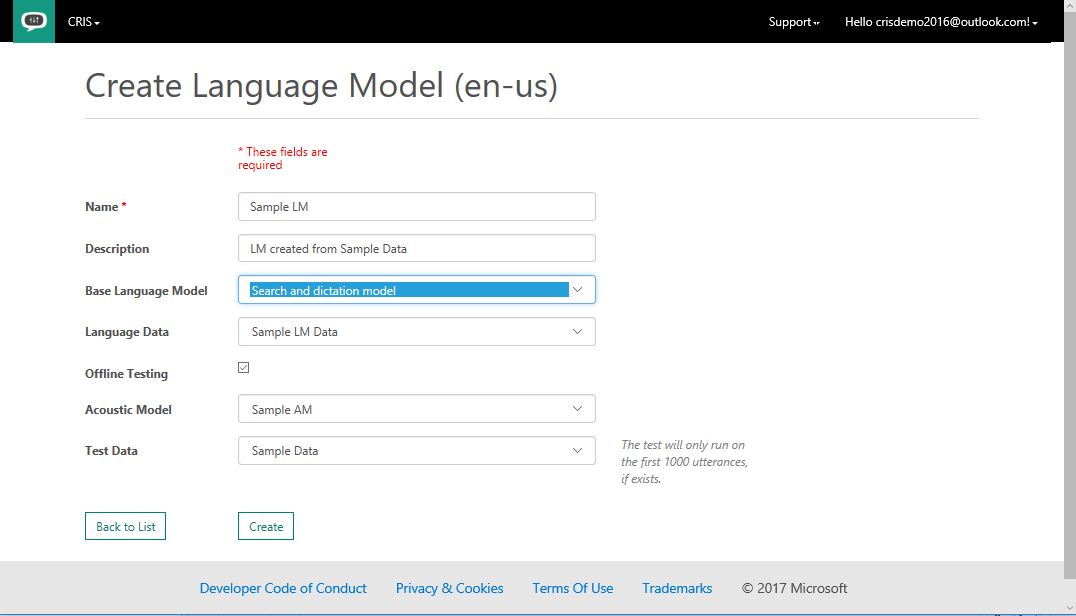 CRIS
Support
Hello crisdemo2016@outlook.com!
Create Language Model (en-us)
* These fields are
required
Name *
Sample LM
Description
LM created from Sample Data
Base Language Model
Search and dictation model
Language Data
Sample LM Data
Offline Testing
Acoustic Model
Sample AM
Test Data
Sample Data
The test will only run on
the first 1000 utterances,
if exists.
Back to List
Create
Developer Code of Conduct
Privacy & Cookies
Terms Of Use
Trademarks
© 2017 Microsoft